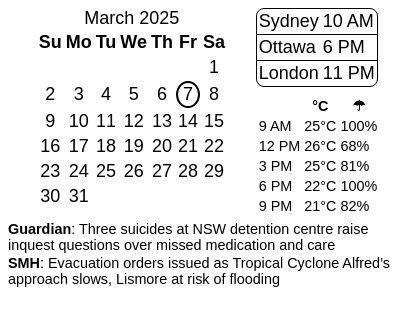 March 2025
Su Mo Tu We Th Fr Sa
1
2 3 4 5 6 7 8
9 10 11 12 13 14 15
16 17 18 19 20 21 22
23 24 25 26 27 28 29
30 31
Sydney 10 AM
Ottawa 6 PM
London 11 PM
°C ☂
9 AM 25°C 100%
12 PM 26°C 68%
3 PM 25°C 81%
6 PM 22°C 100%
9 PM 21°C 82%
Guardian: Three suicides at NSW detention centre raise
inquest questions over missed medication and care
SMH: Evacuation orders issued as Tropical Cyclone Alfred’s
approach slows, Lismore at risk of flooding